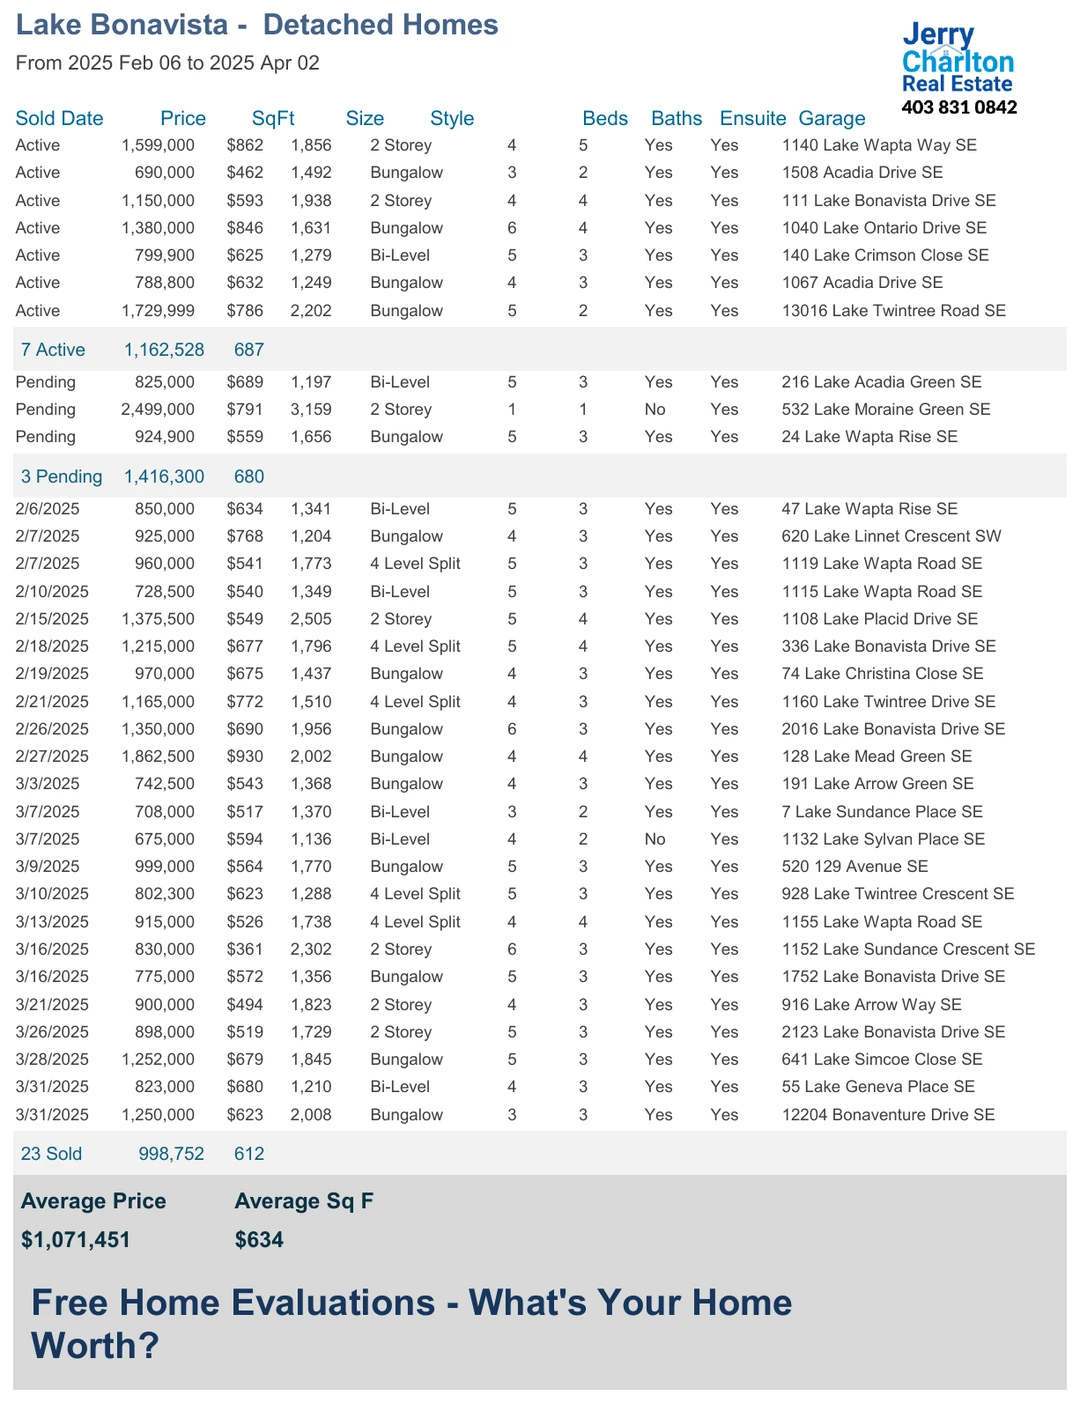 Lake Bonavista - Detached Homes
From 2025 Feb 06 to 2025 Apr 02
Jerry
Charlton
Real Estate
403 831 0842
Sold Date Price SqFt Size Style Beds Baths Ensuite Garage
Active 1,599,000 $862 1,856 2 Storey 4 5 Yes Yes 1140 Lake Wapta Way SE
Active 690,000 $462 1,492 Bungalow 3 2 Yes Yes 1508 Acadia Drive SE
Active 1,150,000 $593 1,938 2 Storey 4 4 Yes Yes 111 Lake Bonavista Drive SE
Active 1,380,000 $846 1,631 Bungalow 6 4 Yes Yes 1040 Lake Ontario Drive SE
Active 799,900 $625 1,279 Bi-Level 5 3 Yes Yes 140 Lake Crimson Close SE
Active 788,800 $632 1,249 Bungalow 4 3 Yes Yes 1067 Acadia Drive SE
Active 1,729,999 $786 2,202 Bungalow 5 2 Yes Yes 13016 Lake Twintree Road SE
7 Active 1,162,528 687
Pending 825,000 $689 1,197 Bi-Level 5 3 Yes Yes 216 Lake Acadia Green SE
Pending 2,499,000 $791 3,159 2 Storey 1 1 No Yes 532 Lake Moraine Green SE
Pending 924,900 $559 1,656 Bungalow 5 3 Yes Yes 24 Lake Wapta Rise SE
3 Pending 1,416,300 680
2/6/2025 850,000 $634 1,341 Bi-Level 5 3 Yes Yes 47 Lake Wapta Rise SE
2/7/2025 925,000 $768 1,204 Bungalow 4 3 Yes Yes 620 Lake Linnet Crescent SW
2/7/2025 960,000 $541 1,773 4 Level Split 5 3 Yes Yes 1119 Lake Wapta Road SE
2/10/2025 728,500 $540 1,349 Bi-Level 5 3 Yes Yes 1115 Lake Wapta Road SE
2/15/2025 1,375,500 $549 2,505 2 Storey 5 4 Yes Yes 1108 Lake Placid Drive SE
2/18/2025 1,215,000 $677 1,796 4 Level Split 5 4 Yes Yes 336 Lake Bonavista Drive SE
2/19/2025 970,000 $675 1,437 Bungalow 4 3 Yes Yes 74 Lake Christina Close SE
2/21/2025 1,165,000 $772 1,510 4 Level Split 4 3 Yes Yes 1160 Lake Twintree Drive SE
2/26/2025 1,350,000 $690 1,956 Bungalow 6 3 Yes Yes 2016 Lake Bonavista Drive SE
2/27/2025 1,862,500 $930 2,002 Bungalow 4 4 Yes Yes 128 Lake Mead Green SE
3/3/2025 742,500 $543 1,368 Bungalow 4 3 Yes Yes 191 Lake Arrow Green SE
3/7/2025 708,000 $517 1,370 Bi-Level 3 2 Yes Yes 7 Lake Sundance Place SE
3/7/2025 675,000 $594 1,136 Bi-Level 4 2 No Yes 1132 Lake Sylvan Place SE
3/9/2025 999,000 $564 1,770 Bungalow 5 3 Yes Yes 520 129 Avenue SE
3/10/2025 802,300 $623 1,288 4 Level Split 5 3 Yes Yes 928 Lake Twintree Crescent SE
3/13/2025 915,000 $526 1,738 4 Level Split 4 4 Yes Yes 1155 Lake Wapta Road SE
3/16/2025 830,000 $361 2,302 2 Storey 6 3 Yes Yes 1152 Lake Sundance Crescent SE
3/16/2025 775,000 $572 1,356 Bungalow 5 3 Yes Yes 1752 Lake Bonavista Drive SE
3/21/2025 900,000 $494 1,823 2 Storey 4 3 Yes Yes 916 Lake Arrow Way SE
3/26/2025 898,000 $519 1,729 2 Storey 5 3 Yes Yes 2123 Lake Bonavista Drive SE
3/28/2025 1,252,000 $679 1,845 Bungalow 5 3 Yes Yes 641 Lake Simcoe Close SE
3/31/2025 823,000 $680 1,210 Bi-Level 4 3 Yes Yes 55 Lake Geneva Place SE
3/31/2025 1,250,000 $623 2,008 Bungalow 3 3 Yes Yes 12204 Bonaventure Drive SE
23 Sold 998,752 612
Average Price Average Sq F
$1,071,451 $634
Free Home Evaluations - What's Your Home
Worth?